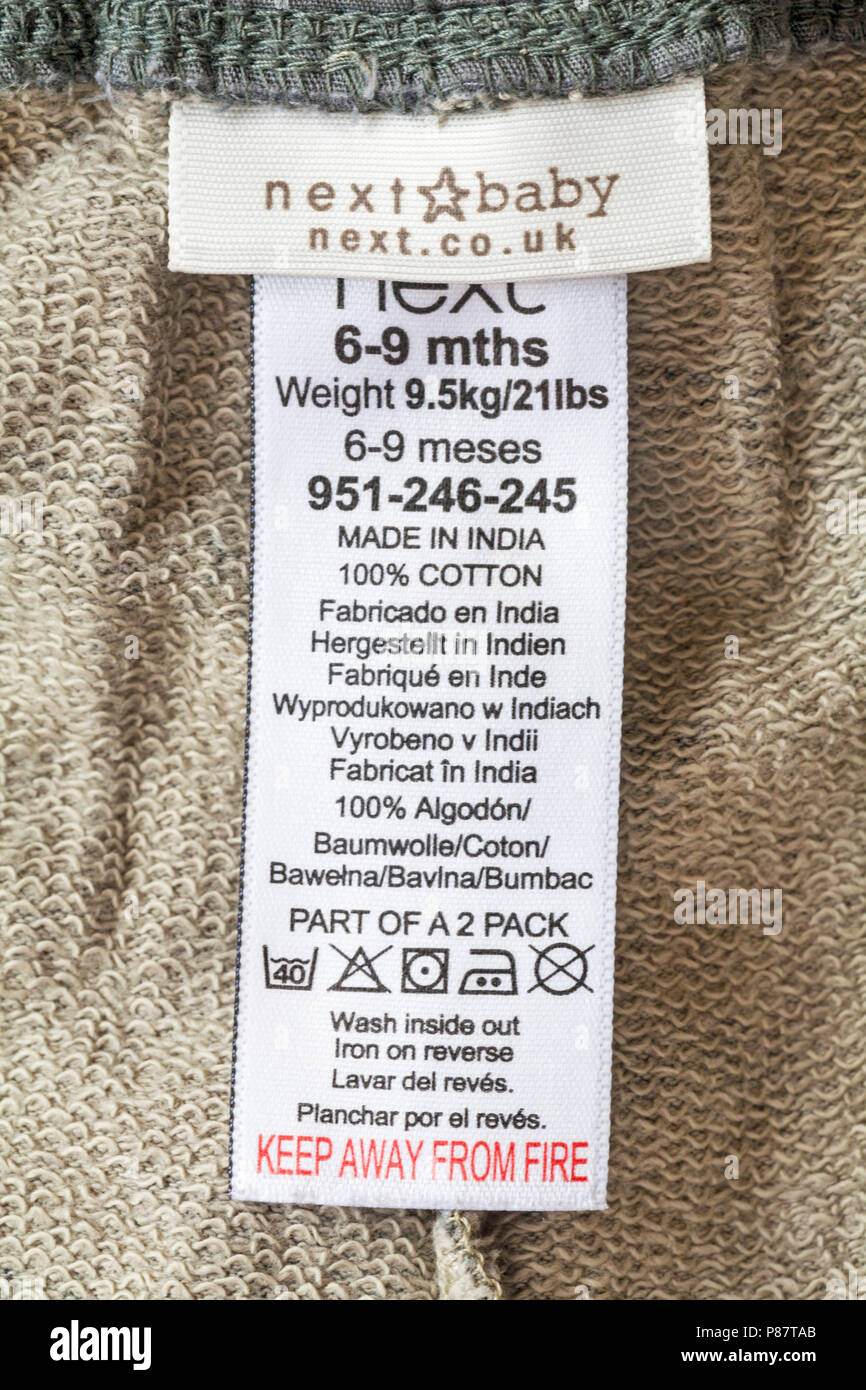 next baby
next.co.uk
next
6-9 mths
Weight 9.5kg/21lbs
6-9 meses
951-246-245
MADE IN INDIA
100% COTTON
Fabricado en India
Hergestellt in Indien
Fabriqué en Inde
Wyprodukowano w Indiach
Vyrobeno v Indii
Fabricat în India
100% Algodón/
Baumwolle/Coton/
Bawełna/Bavlna/Bumbac
PART OF A 2 PACK
40
Wash inside out
Iron on reverse
Lavar del revés.
Planchar por el revés.
KEEP AWAY FROM FIRE
alamy stock photo
P87TAB
www.alamy.com